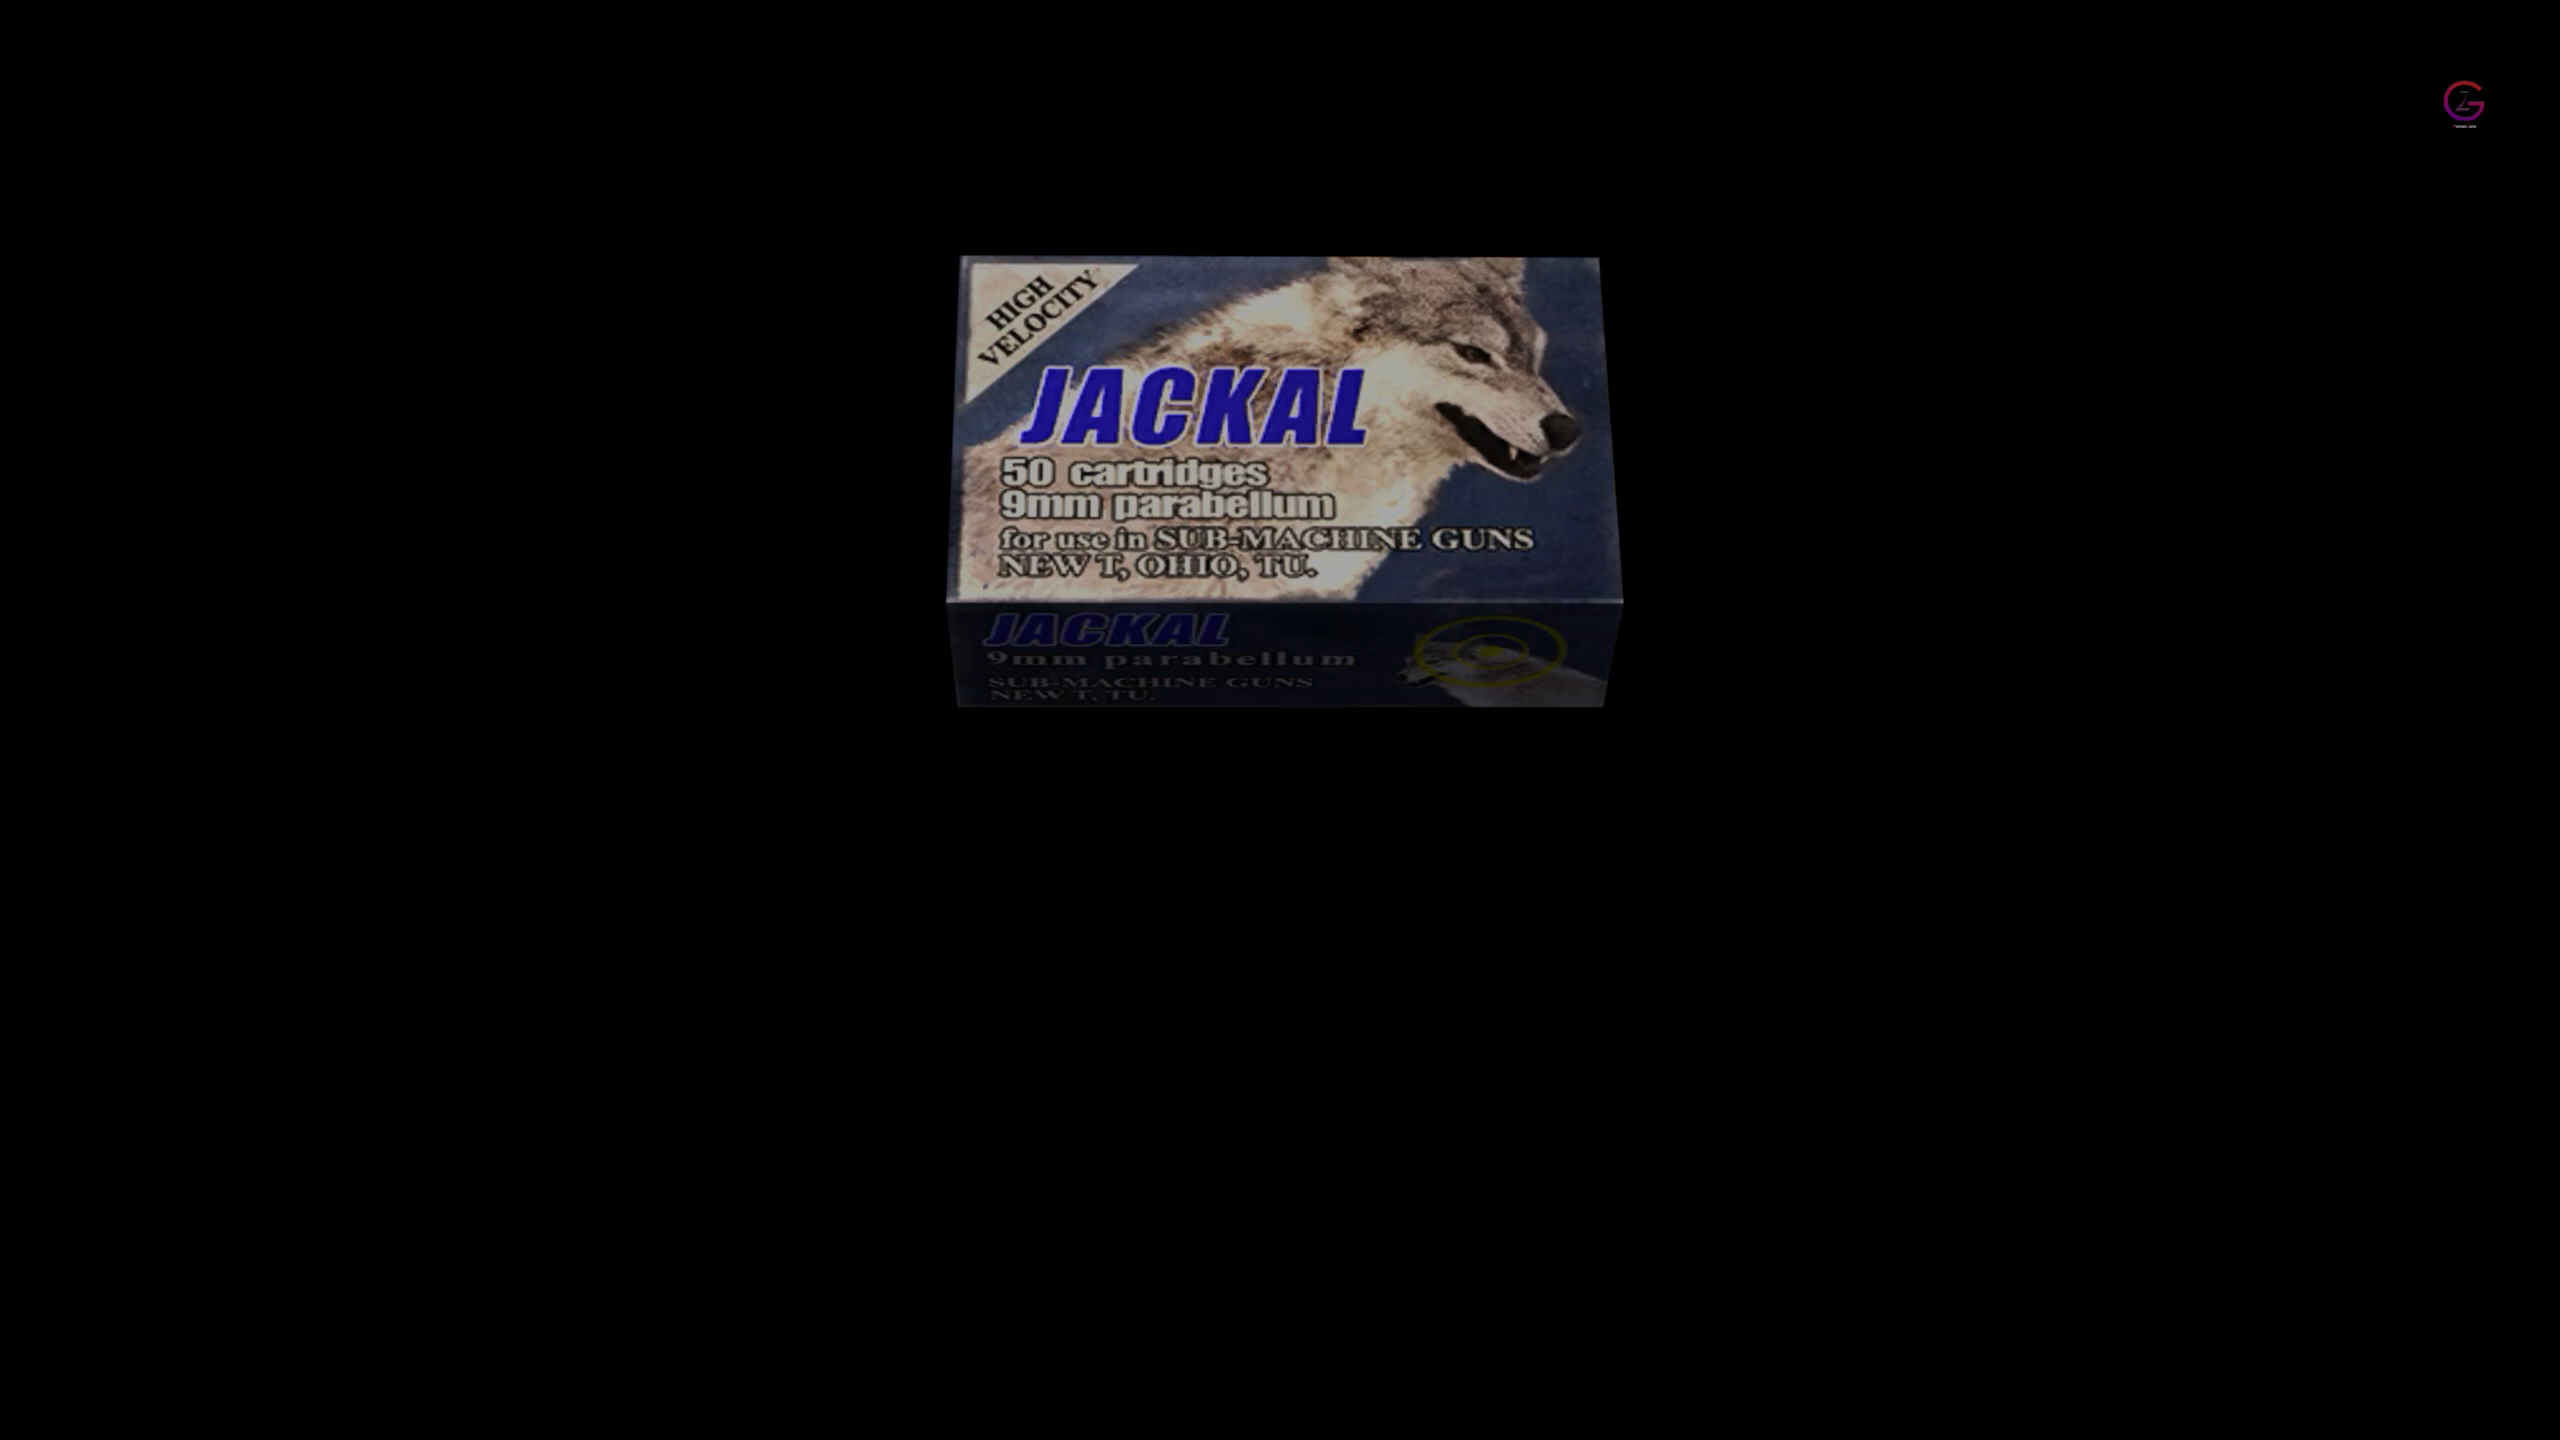 HIGH
VELOCITY
JACKAL
50 cartridges
9mm parabellum
for use in SUB-MACHINE GUNS
NEW T, OHIO, TU.
JACKAL
9mm parabellum
SUB-MACHINE GUNS
NEW T, TU.